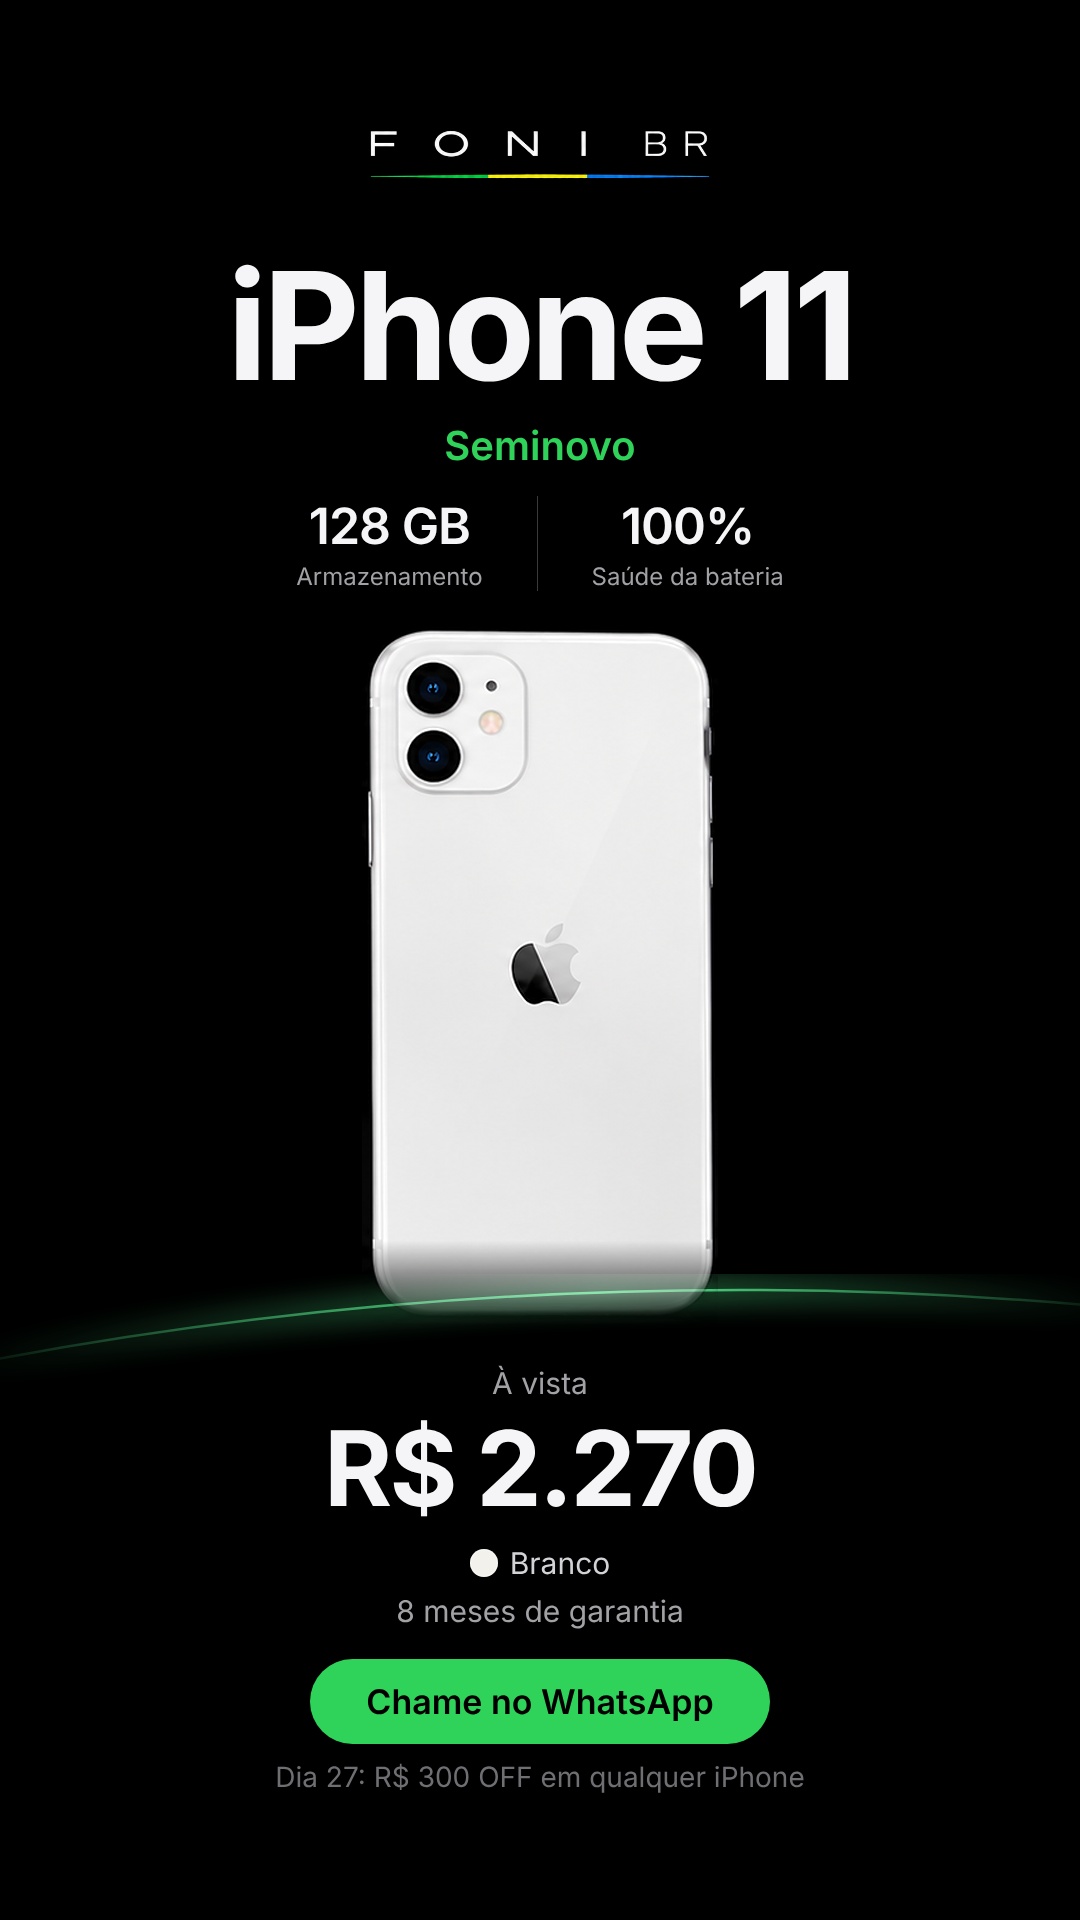 FONI BR
iPhone 11
Seminovo
128 GB
Armazenamento
100%
Saúde da bateria
À vista
R$ 2.270
Branco
8 meses de garantia
Chame no WhatsApp
Dia 27: R$ 300 OFF em qualquer iPhone